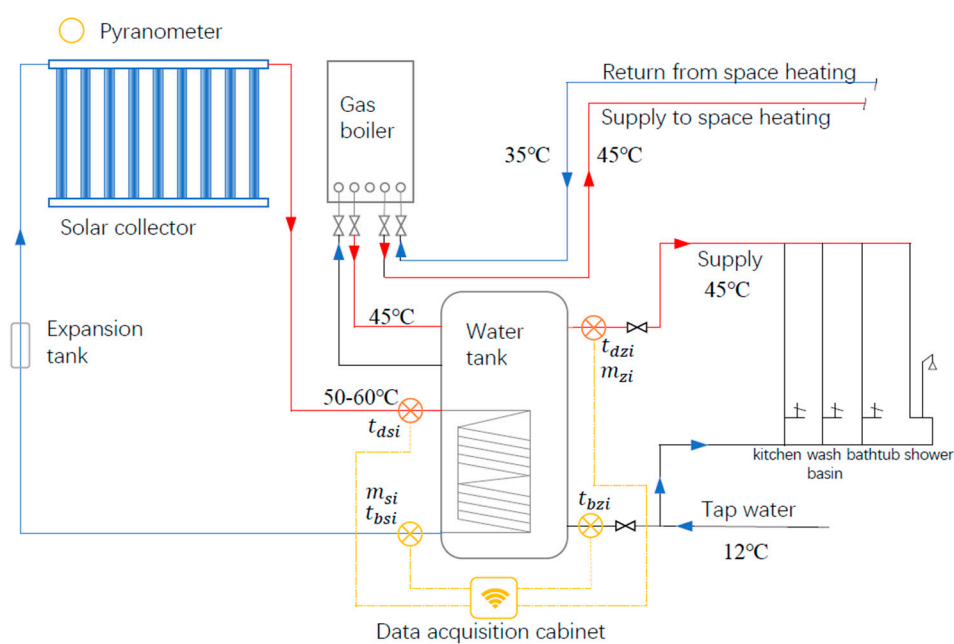 Pyranometer
Gas
boiler
Return from space heating
Supply to space heating
35℃
45℃
Solar collector
Supply
45℃
Expansion
tank
45℃
Water
tank
t_dzi
m_zi
50-60℃
t_dsi
kitchen wash bathtub shower
basin
m_si
t_bsi
t_bzi
Tap water
12℃
Data acquisition cabinet